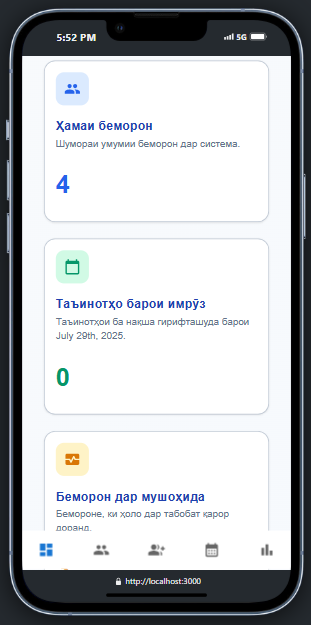 5:52 PM
5G
Ҳамаи беморон
Шумораи умумии беморон дар система.
4
Таъинотҳо барои имрӯз
Таъинотҳои ба нақша гирифташуда барои
July 29th, 2025.
0
Беморон дар мушоҳида
Бемороне, ки ҳоло дар табобат қарор
доранд.
http://localhost:3000